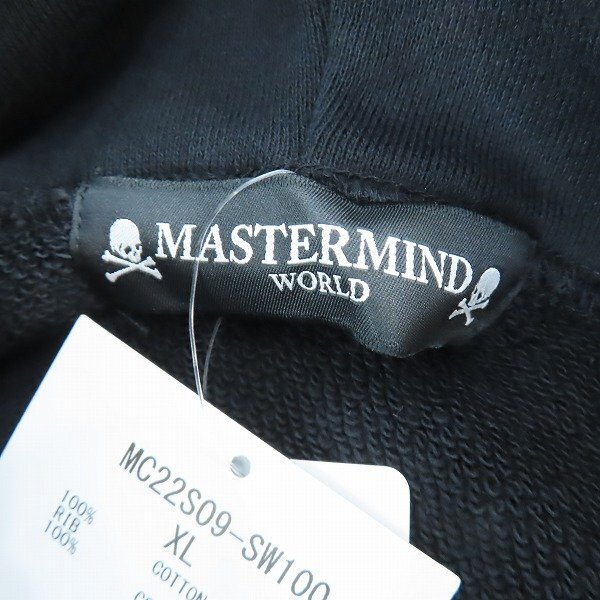 MASTERMIND
WORLD
MC22S09-SW100
XL
100% COTTON
RIB
100%